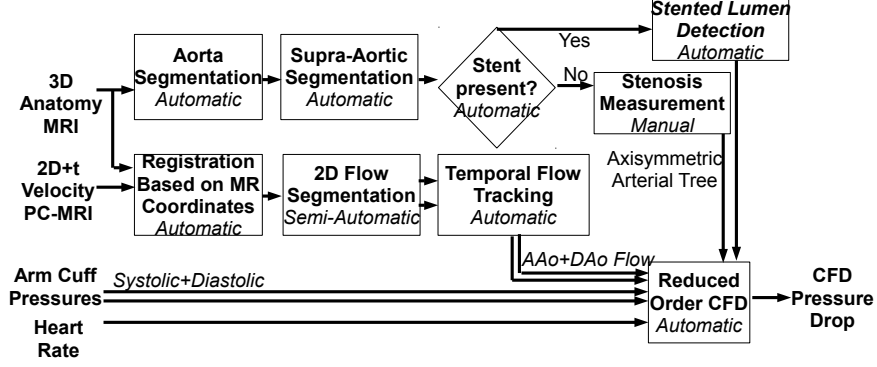 Stented Lumen
Detection
Automatic
Yes
Aorta
Segmentation
Automatic
Supra-Aortic
Segmentation
Automatic
Stent
present?
Automatic
No
Stenosis
Measurement
Manual
3D
Anatomy
MRI
2D+t
Velocity
PC-MRI
Registration
Based on MR
Coordinates
Automatic
2D Flow
Segmentation
Semi-Automatic
Temporal Flow
Tracking
Automatic
Axisymmetric
Arterial Tree
AAo+DAo Flow
Arm Cuff
Pressures
Systolic+Diastolic
Heart
Rate
Reduced
Order CFD
Automatic
CFD
Pressure
Drop